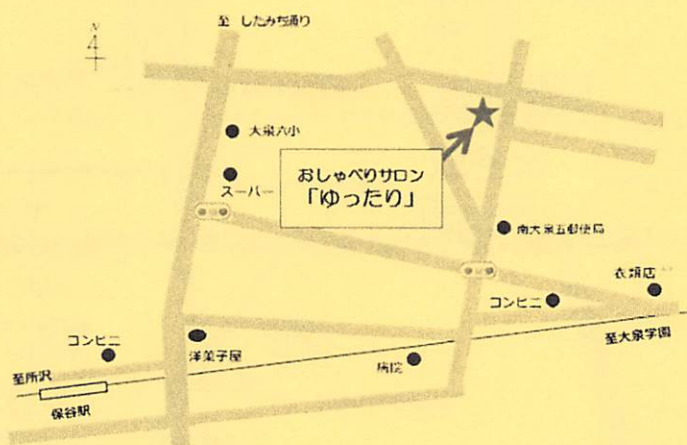 至 したみち通り
N
大泉六小
スーパー
おしゃべりサロン
「ゆったり」
南大泉五郵便局
衣類店
コンビニ
至大泉学園
コンビニ
洋菓子屋
病院
至所沢
保谷駅